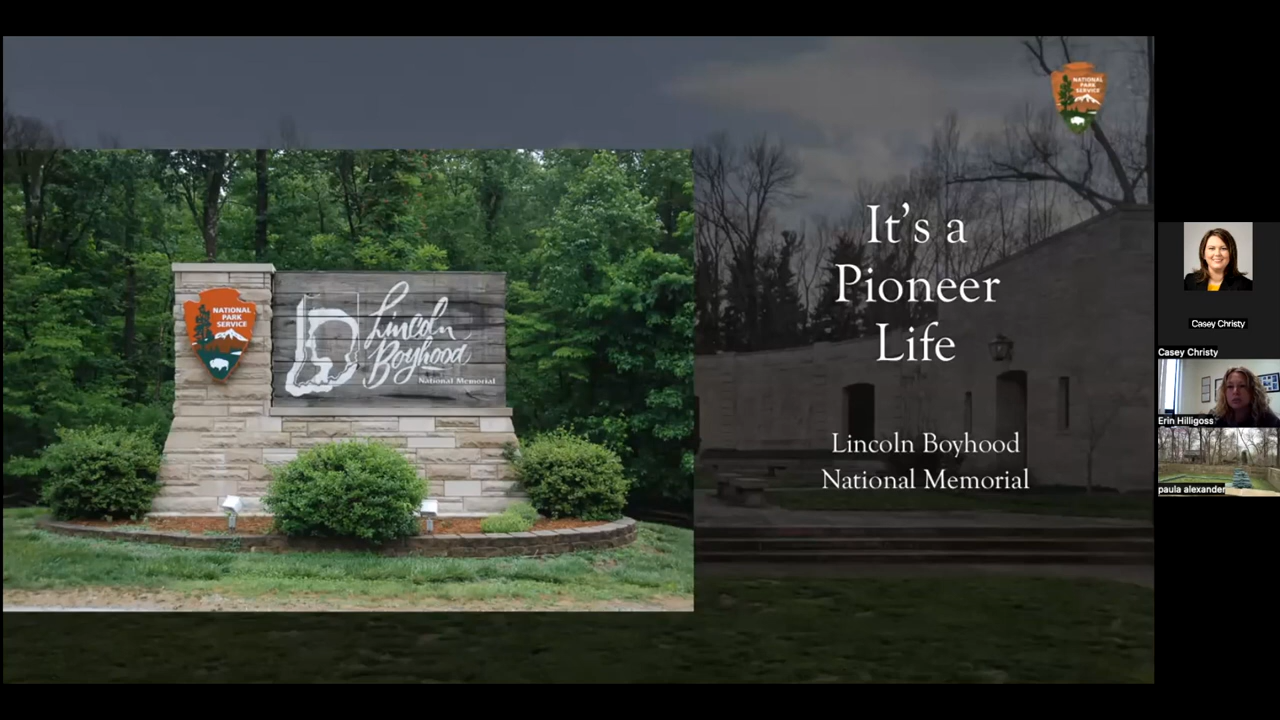 NATIONAL
PARK
SERVICE
Lincoln
Boyhood
National Memorial
NATIONAL
PARK
SERVICE
It's a
Pioneer
Life
Lincoln Boyhood
National Memorial
Casey Christy
Casey Christy
Erin Hilligoss
paula alexander